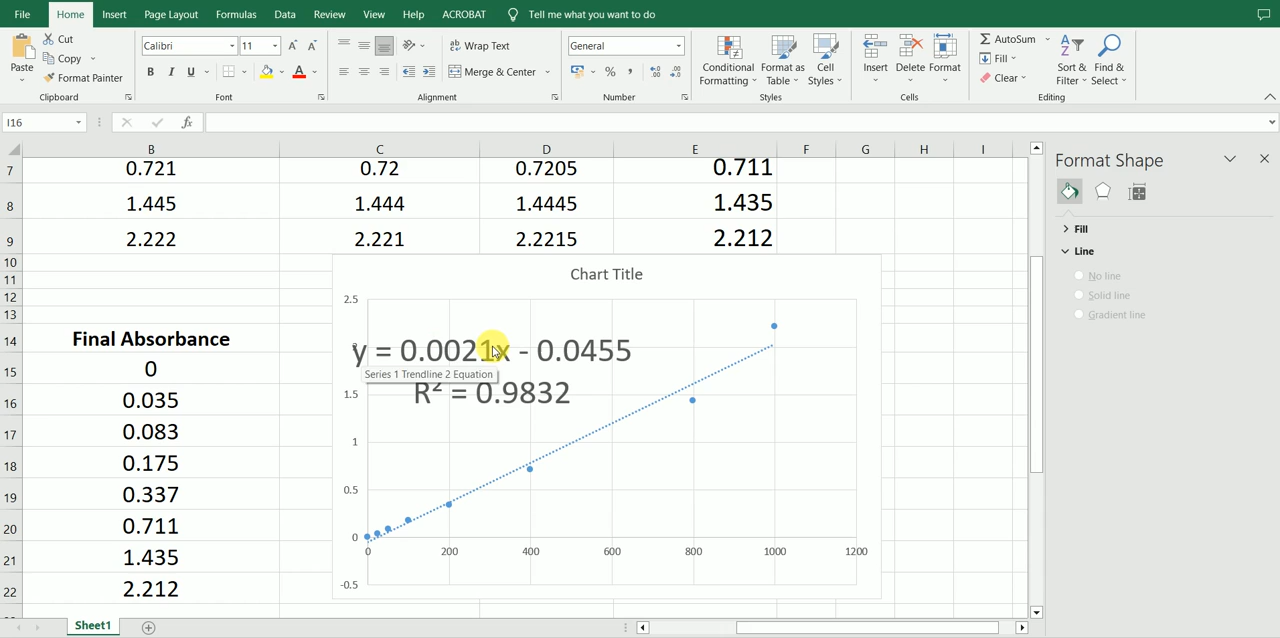 File Home Insert Page Layout Formulas Data Review View Help ACROBAT Tell me what you want to do
Paste Cut Copy Format Painter Clipboard
Calibri 11 A A B I U A Font
Wrap Text Merge & Center Alignment
General % , Number
Conditional Formatting Format as Table Cell Styles Styles
Insert Delete Format Cells
AutoSum Fill Clear Sort & Filter Find & Select Editing
I16 fx
B C D E F G H I
7 0.721 0.72 0.7205 0.711
8 1.445 1.444 1.4445 1.435
9 2.222 2.221 2.2215 2.212
10
11
12
13
14 Final Absorbance
15 0
16 0.035
17 0.083
18 0.175
19 0.337
20 0.711
21 1.435
22 2.212
Chart Title
y = 0.0021x - 0.0455
Series 1 Trendline 2 Equation
R² = 0.9832
2.5
1.5
1
0.5
0
-0.5
0 200 400 600 800 1000 1200
Format Shape
Fill
Line
No line
Solid line
Gradient line
Sheet1